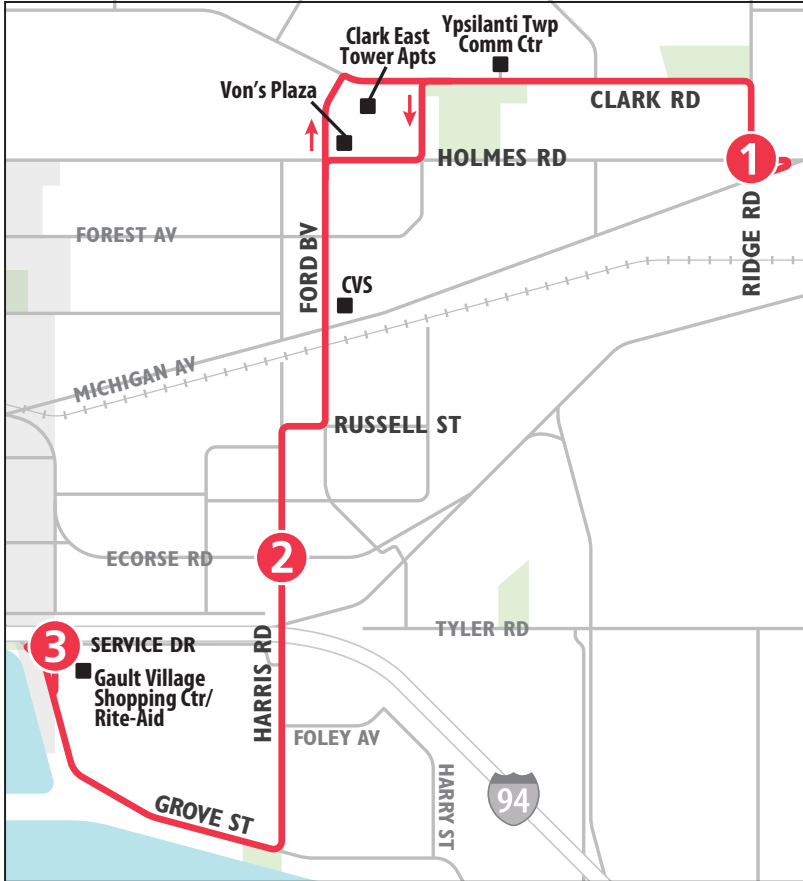 Ypsilanti Twp
Comm Ctr
Clark East
Tower Apts
Von's Plaza
CLARK RD
HOLMES RD
1
RIDGE RD
FOREST AV
FORD BV
CVS
MICHIGAN AV
RUSSELL ST
ECORSE RD
2
TYLER RD
3
SERVICE DR
Gault Village
Shopping Ctr/
Rite-Aid
HARRIS RD
FOLEY AV
HARRY ST
94
GROVE ST